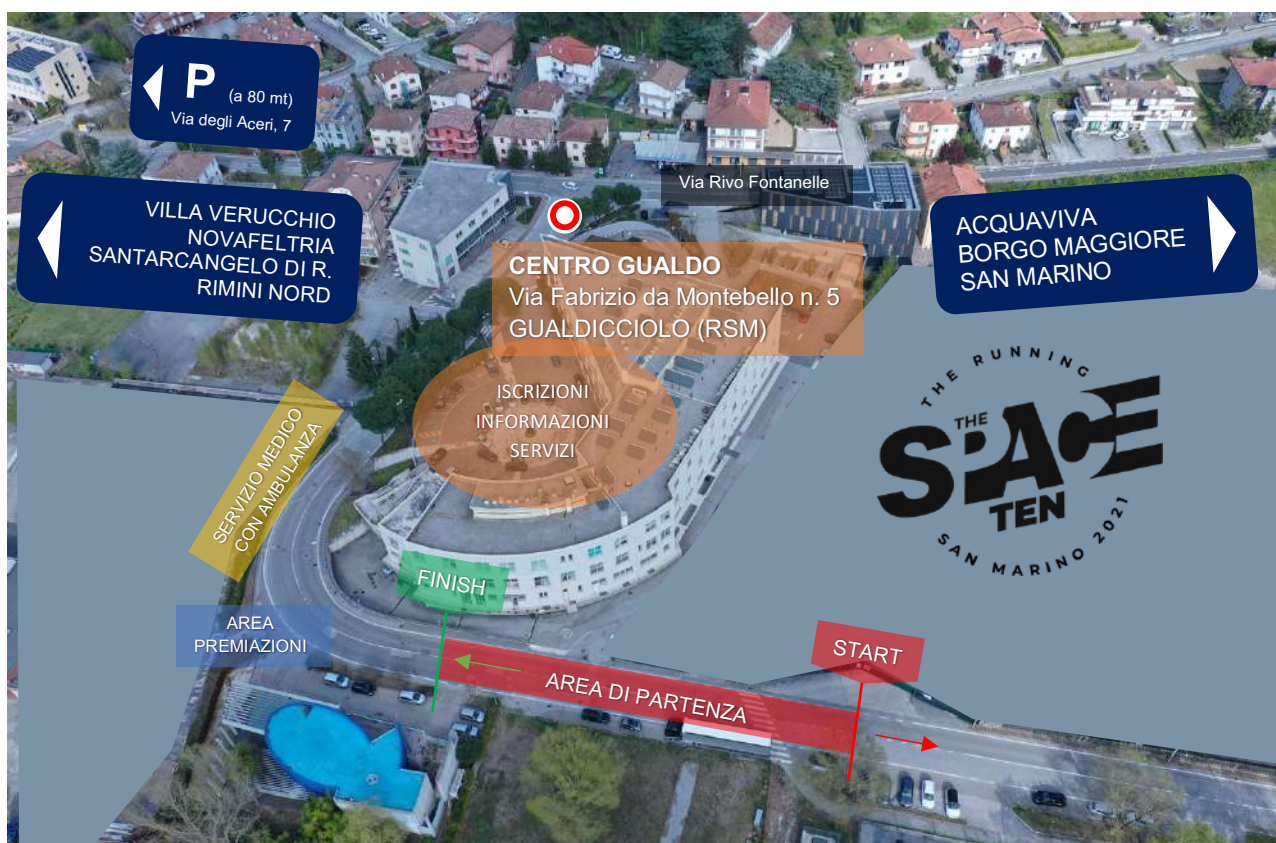 P (a 80 mt)
Via degli Aceri, 7
VILLA VERUCCHIO
NOVAFELTRIA
SANTARCANGELO DI R.
RIMINI NORD
Via Rivo Fontanelle
ACQUAVIVA
BORGO MAGGIORE
SAN MARINO
CENTRO GUALDO
Via Fabrizio da Montebello n. 5
GUALDICCIOLO (RSM)
ISCRIZIONI
INFORMAZIONI
SERVIZI
THE RUNNING
THE
SPACE
TEN
SAN MARINO 2021
SERVIZIO MEDICO
CON AMBULANZA
FINISH
AREA
PREMIAZIONI
START
AREA DI PARTENZA